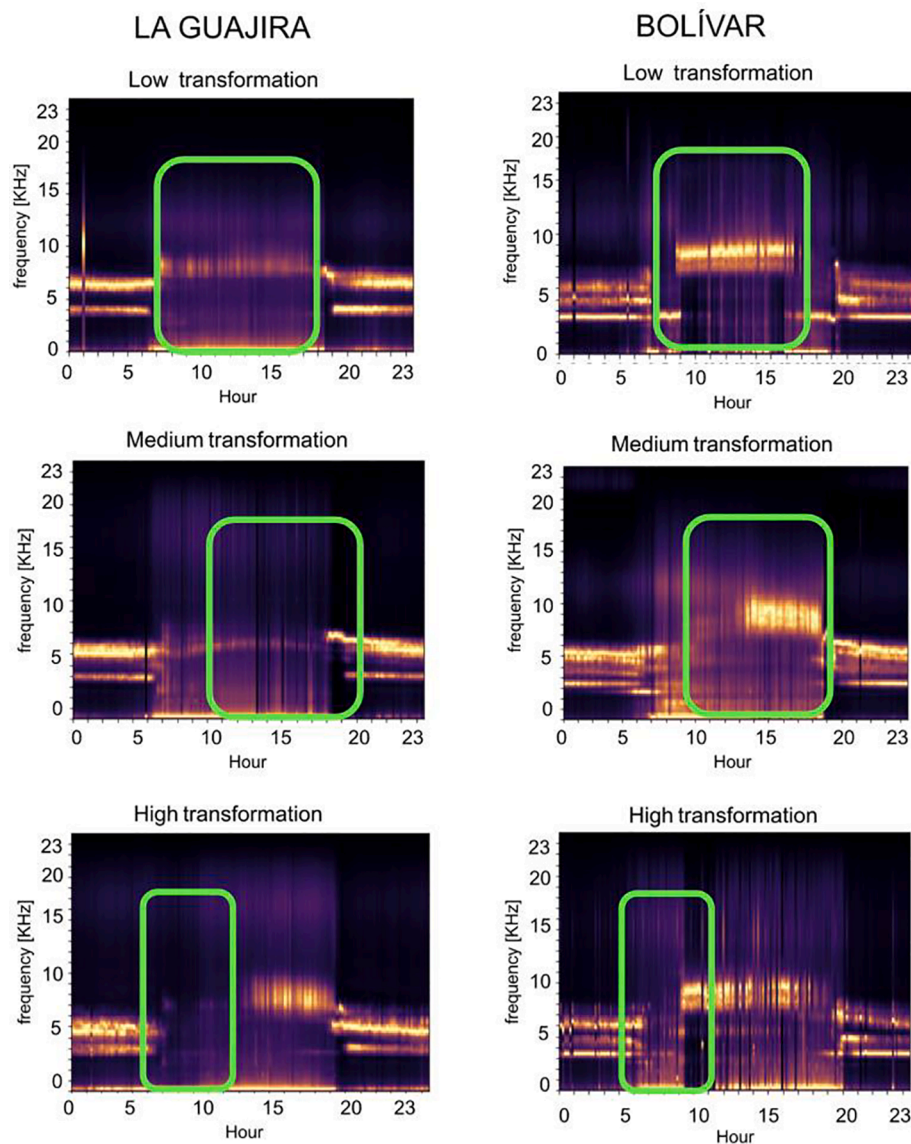 LA GUAJIRA
BOLÍVAR
Low transformation
Low transformation
frequency [KHz]
23
20
15
10
5
0
0 5 10 15 20 23
Hour
frequency [KHz]
23
20
15
10
5
0
0 5 10 15 20 23
Hour
Medium transformation
Medium transformation
frequency [KHz]
23
20
15
10
5
0
0 5 10 15 20 23
Hour
frequency [KHz]
23
20
15
10
5
0
0 5 10 15 20 23
Hour
High transformation
High transformation
frequency [KHz]
23
20
15
10
5
0
0 5 10 15 20 23
Hour
frequency [KHz]
23
20
15
10
5
0
0 5 10 15 20 23
Hour